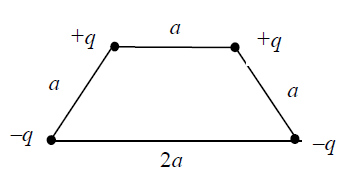 +q a +q
a a
−q 2a −q